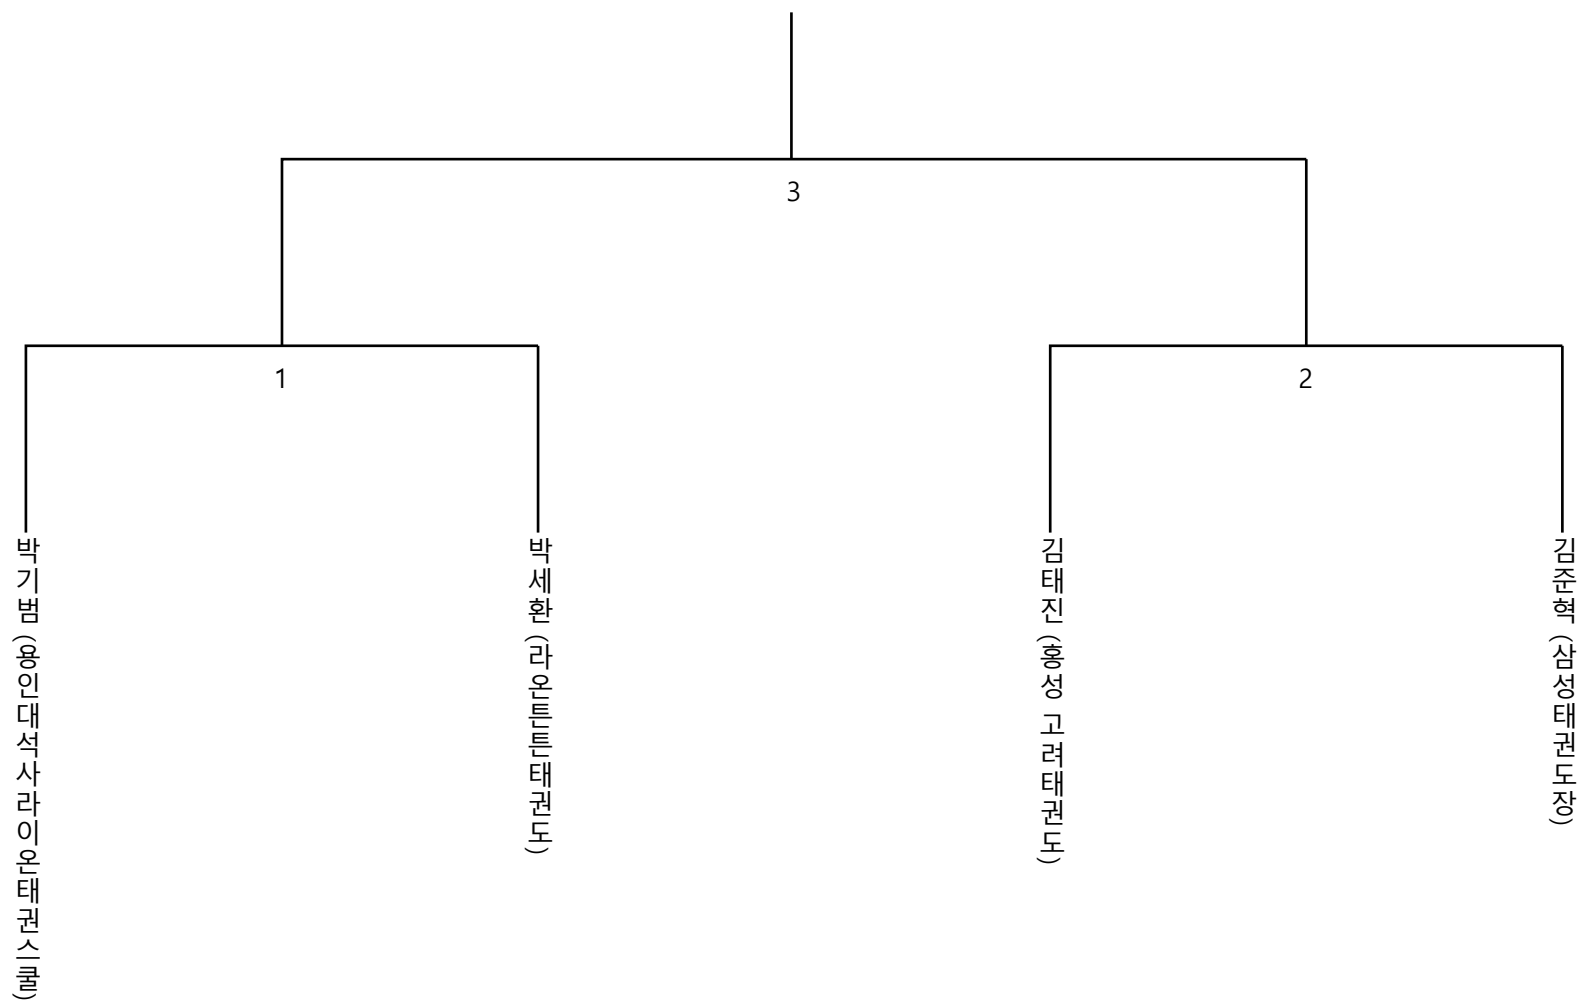 3
1
2
박기범 (용인대석사라이온태권스쿨)
박세환 (라온튼튼태권도)
김태진 (홍성 고려태권도)
김준혁 (삼성태권도장)